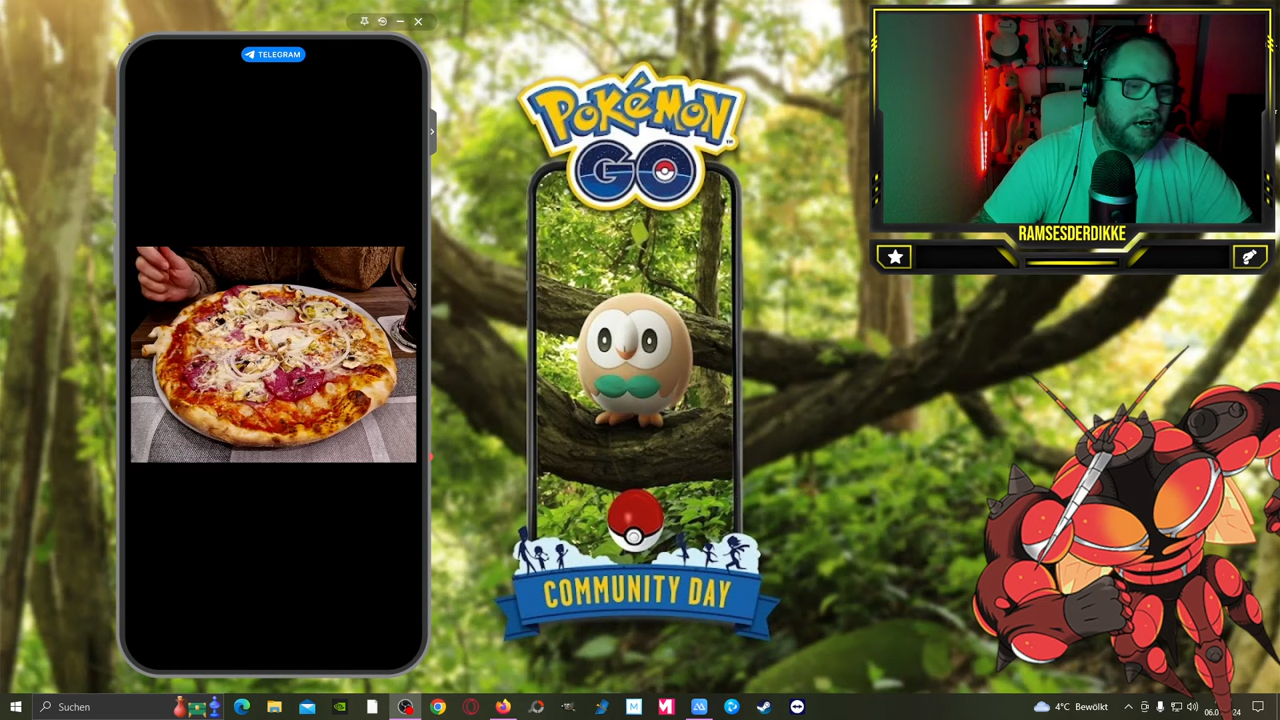 TELEGRAM
POKÉMON
GO
RAMSESDERDIKKE
COMMUNITY DAY
Suchen
4°C Bewölkt